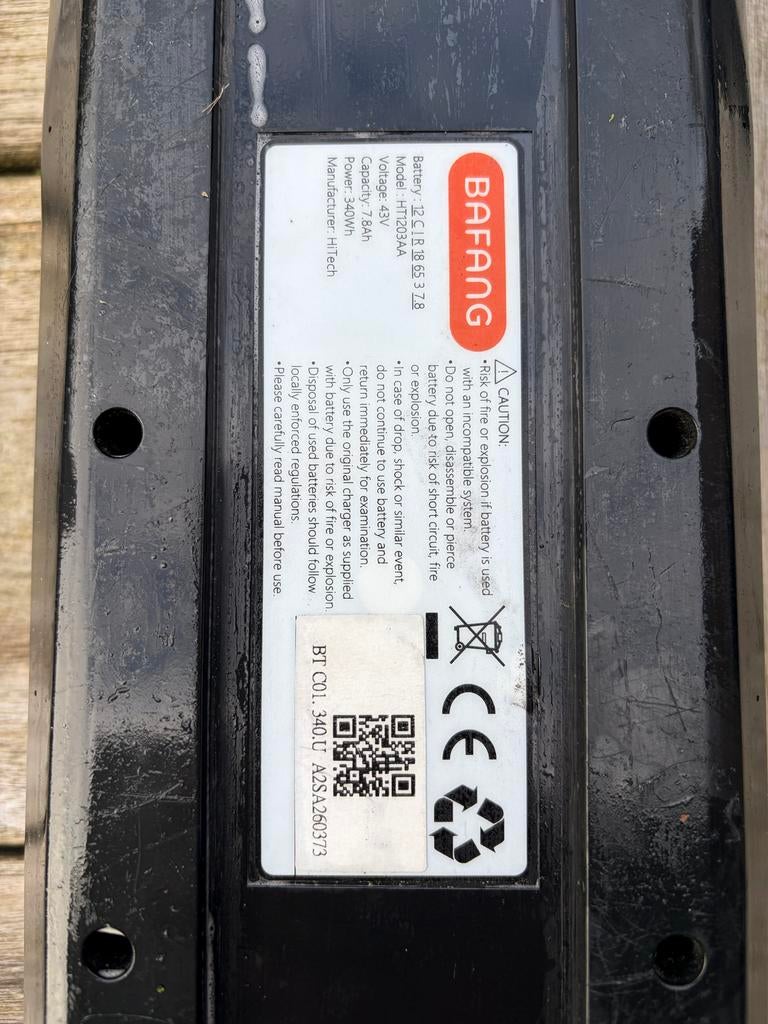 BAFANG
Battery : 12 C I R 18 65 3 7.8
Model : HT1203AA
Voltage: 43V
Capacity: 7.8Ah
Power: 340Wh
Manufacturer: HiTech
CAUTION:
•Risk of fire or explosion if battery is used
with an incompatible system.
•Do not open, disassemble or pierce
battery due to risk of short circuit, fire
or explosion.
•In case of drop, shock or similar event,
do not continue to use battery and
return immediately for examination.
•Only use the original charger as supplied
with battery due to risk of fire or explosion.
•Disposal of used batteries should follow
locally enforced regulations.
•Please carefully read manual before use.
CE
BT C01. 340.U A2SA260373